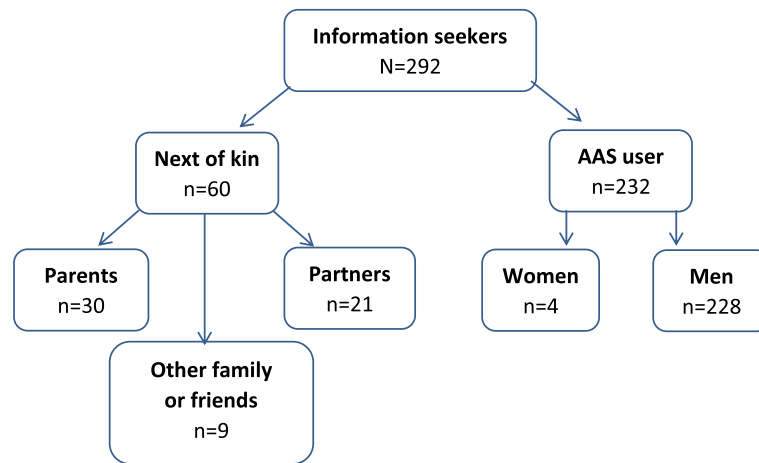 Information seekers
N=292
Next of kin
n=60
AAS user
n=232
Parents
n=30
Partners
n=21
Women
n=4
Men
n=228
Other family
or friends
n=9